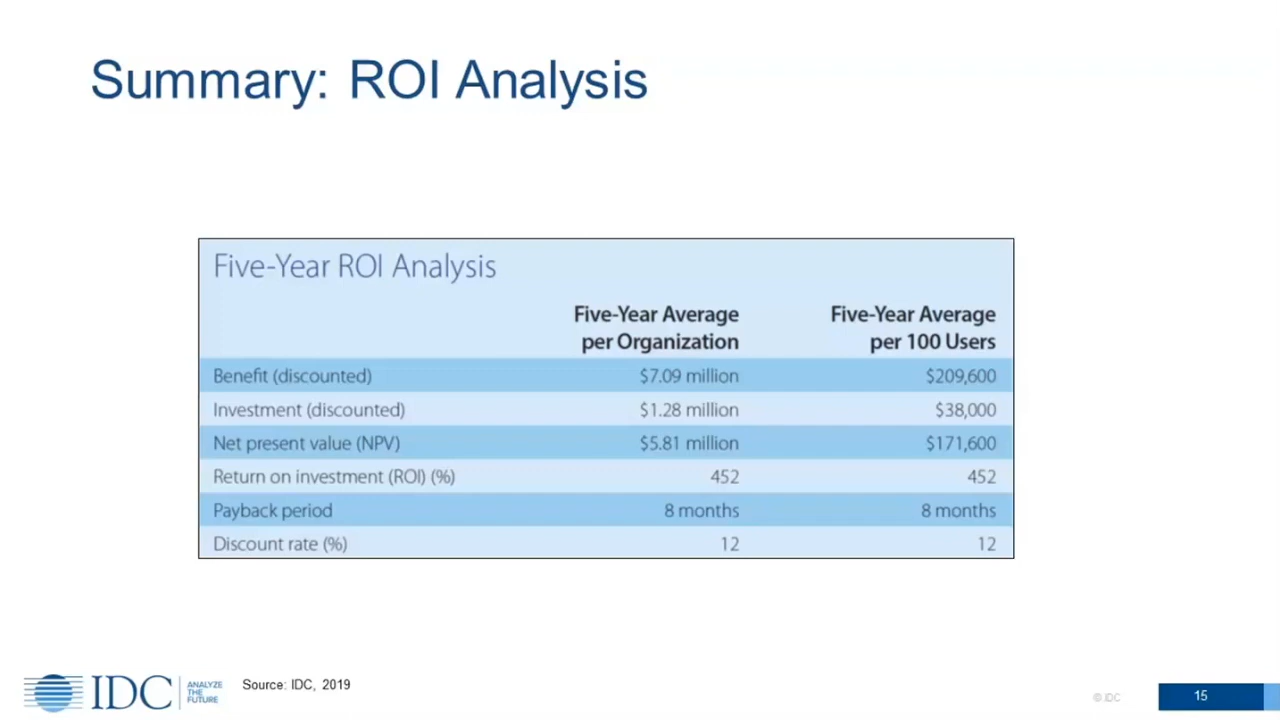 Summary: ROI Analysis
Five-Year ROI Analysis
Five-Year Average per Organization
Five-Year Average per 100 Users
Benefit (discounted) $7.09 million $209,600
Investment (discounted) $1.28 million $38,000
Net present value (NPV) $5.81 million $171,600
Return on investment (ROI) (%) 452 452
Payback period 8 months 8 months
Discount rate (%) 12 12
IDC
ANALYZE
THE
FUTURE
Source: IDC, 2019
© IDC
15